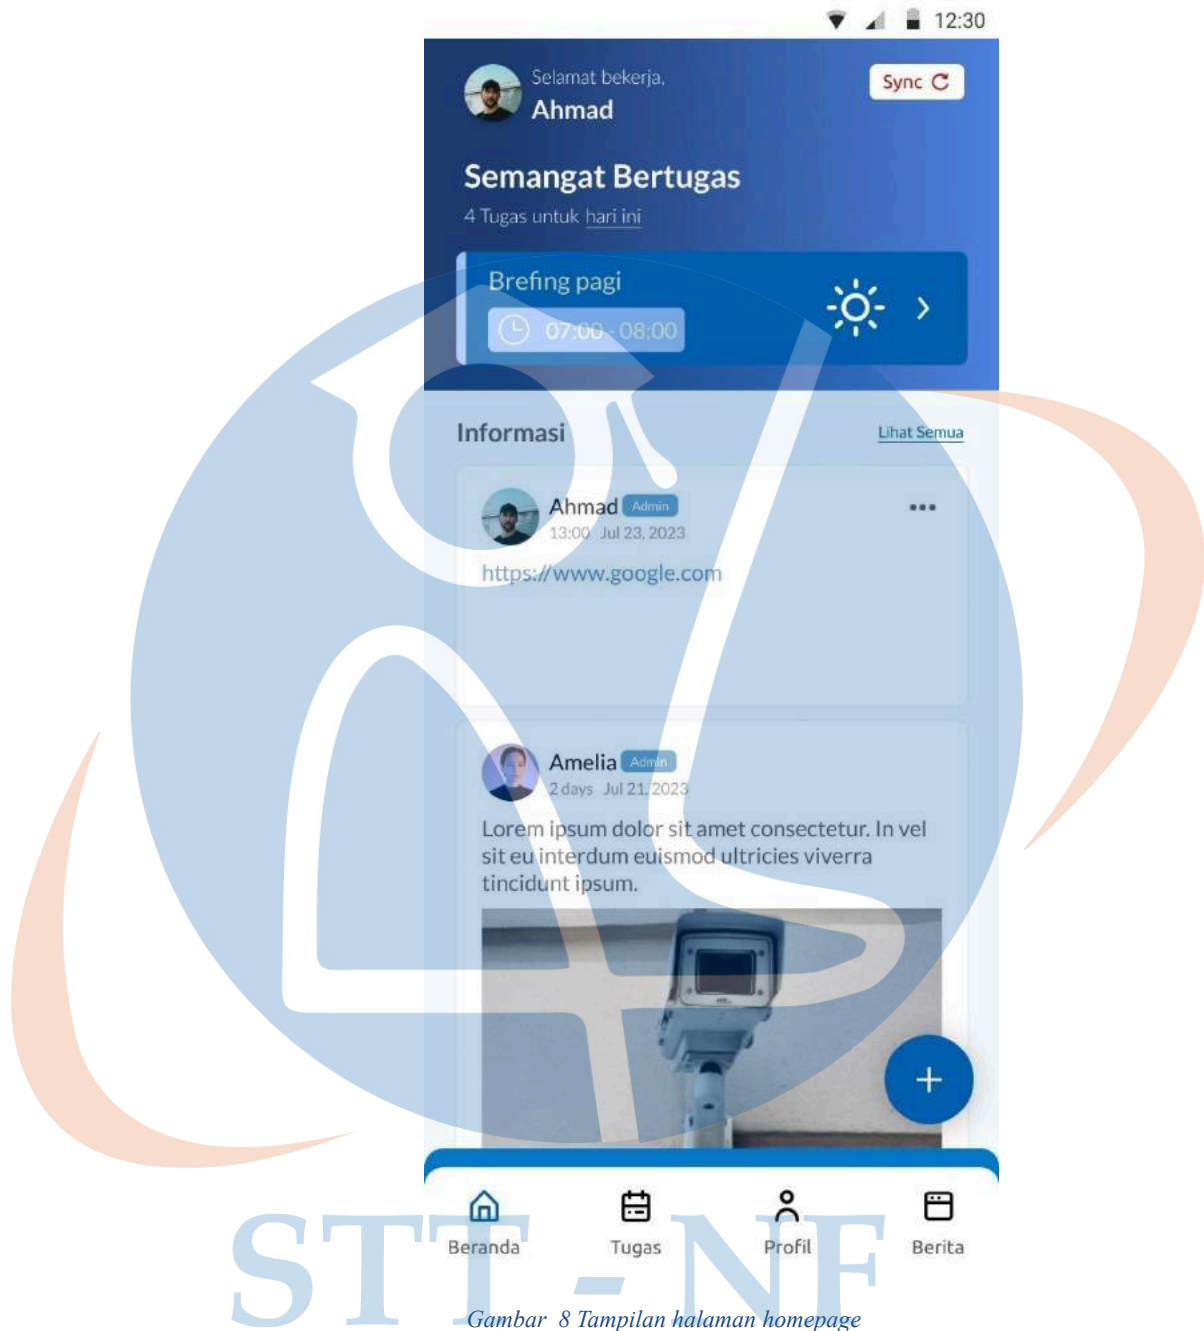 12:30
Selamat bekerja,
Ahmad
Sync
Semangat Bertugas
4 Tugas untuk hari ini
Brefing pagi
07:00 - 08:00
Informasi
Lihat Semua
Ahmad Admin
13:00 Jul 23, 2023
https://www.google.com
Amelia Admin
2 days Jul 21, 2023
Lorem ipsum dolor sit amet consectetur. In vel
sit eu interdum euismod ultricies viverra
tincidunt ipsum.
Beranda Tugas Profil Berita
STT - NF
Gambar 8 Tampilan halaman homepage